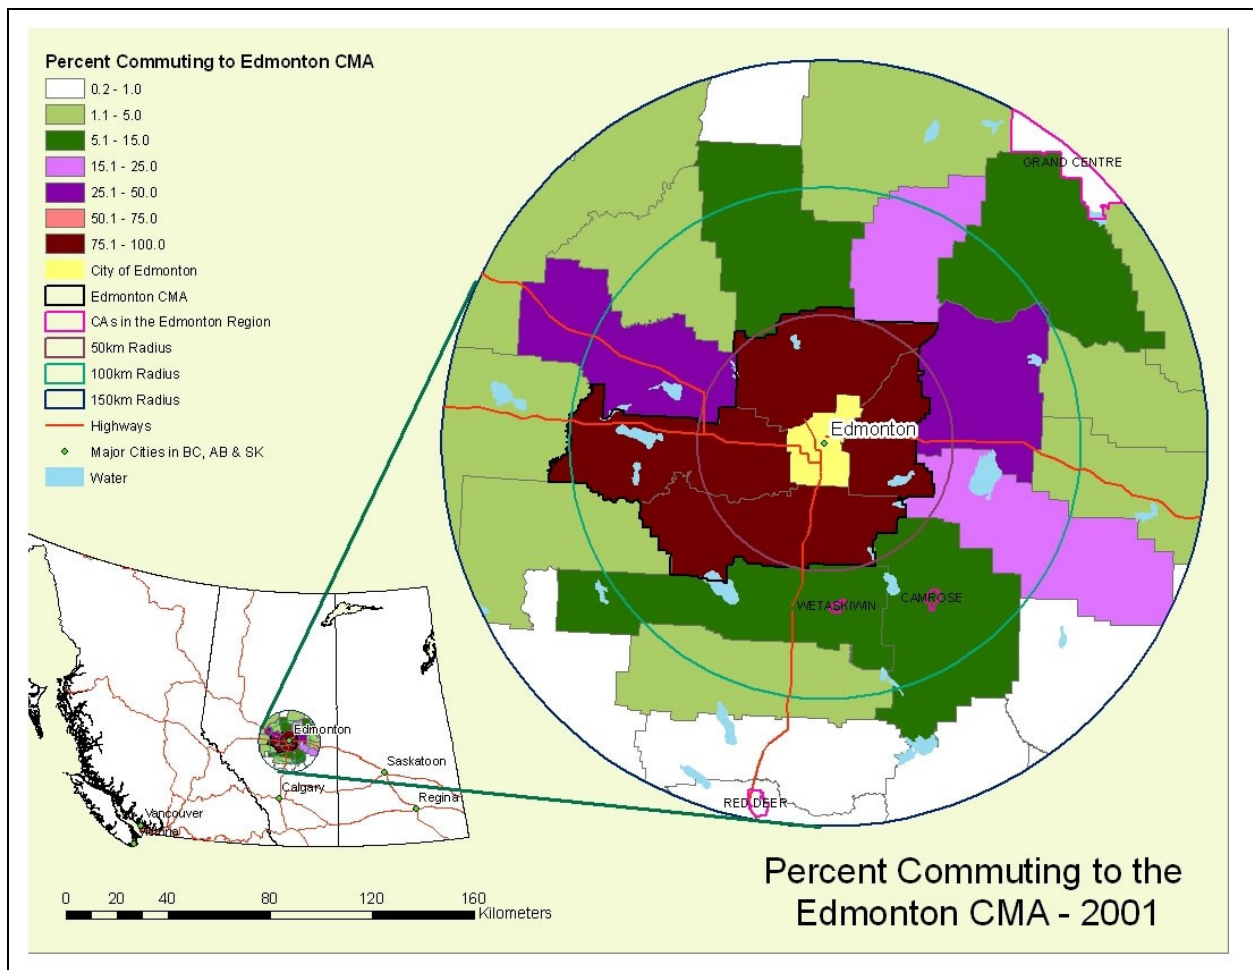 Percent Commuting to Edmonton CMA
0.2 - 1.0
1.1 - 5.0
5.1 - 15.0
15.1 - 25.0
25.1 - 50.0
50.1 - 75.0
75.1 - 100.0
City of Edmonton
Edmonton CMA
CAs in the Edmonton Region
50km Radius
100km Radius
150km Radius
Highways
Major Cities in BC, AB & SK
Water
GRAND CENTRE
Edmonton
WETASKIWIN
CAMROSE
RED DEER
Edmonton
Saskatoon
Calgary
Regina
Vancouver
Victoria
0 20 40 80 120 160
Kilometers
Percent Commuting to the
Edmonton CMA - 2001